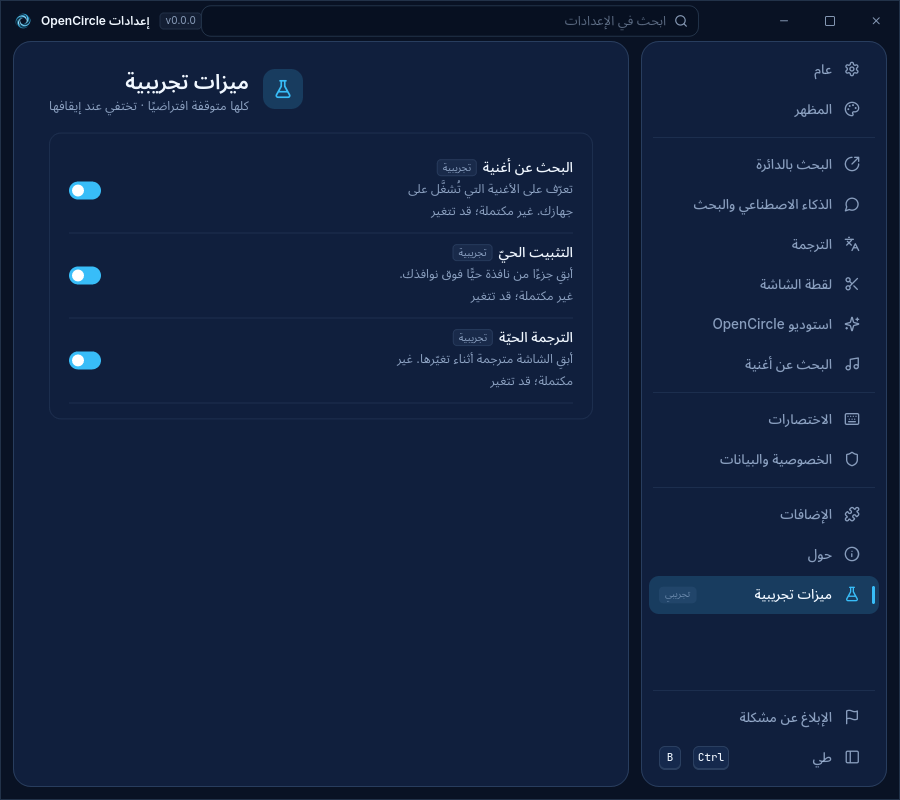 إعدادات OpenCircle
v0.0.0
ابحث في الإعدادات
عام
المظهر
البحث بالدائرة
الذكاء الاصطناعي والبحث
الترجمة
لقطة الشاشة
استوديو OpenCircle
البحث عن أغنية
الاختصارات
الخصوصية والبيانات
الإضافات
حول
ميزات تجريبية تجريبي
الإبلاغ عن مشكلة
طي Ctrl B
ميزات تجريبية
كلها متوقفة افتراضيًا · تختفي عند إيقافها
البحث عن أغنية تجريبية
تعرّف على الأغنية التي تُشغَّل على
جهازك. غير مكتملة؛ قد تتغير
التثبيت الحيّ تجريبية
أبقِ جزءًا من نافذة حيًّا فوق نوافذك.
غير مكتملة؛ قد تتغير
الترجمة الحيّة تجريبية
أبقِ الشاشة مترجمة أثناء تغيّرها. غير
مكتملة؛ قد تتغير